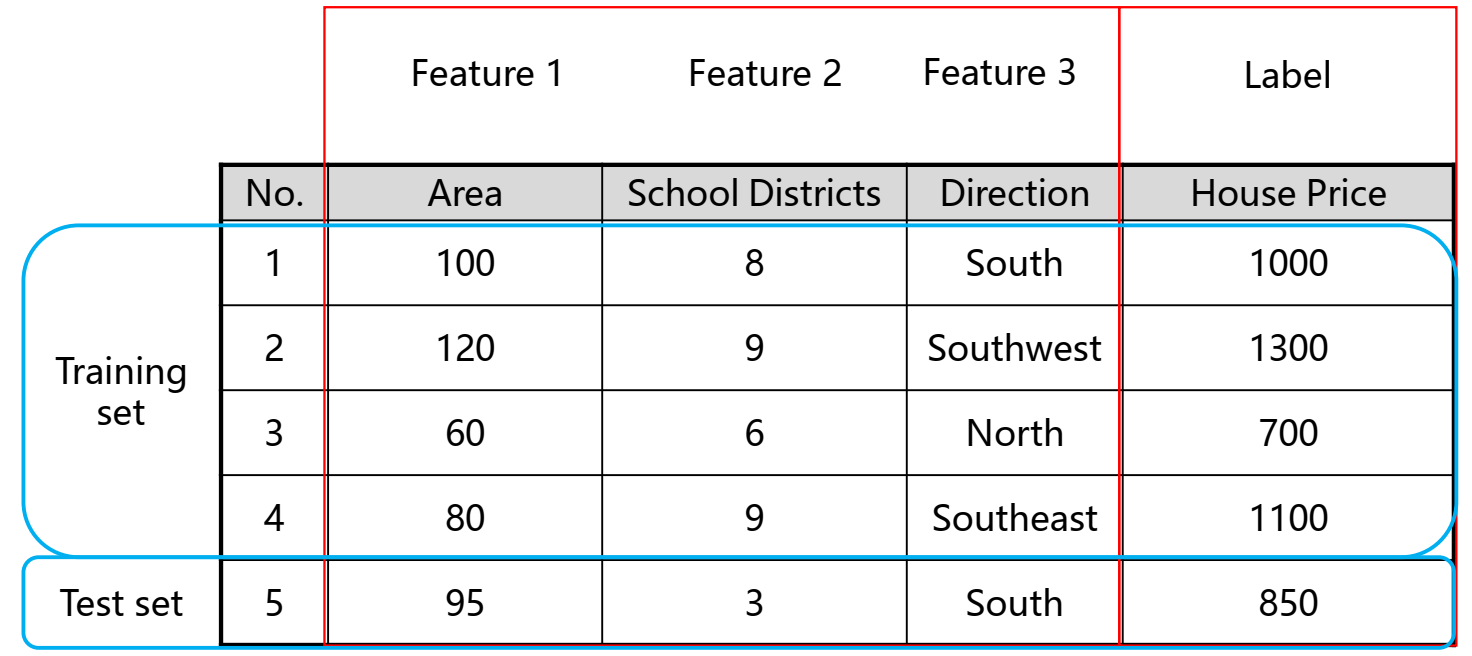 Feature 1 Feature 2 Feature 3 Label
No. Area School Districts Direction House Price
Training
set
1 100 8 South 1000
2 120 9 Southwest 1300
3 60 6 North 700
4 80 9 Southeast 1100
Test set 5 95 3 South 850